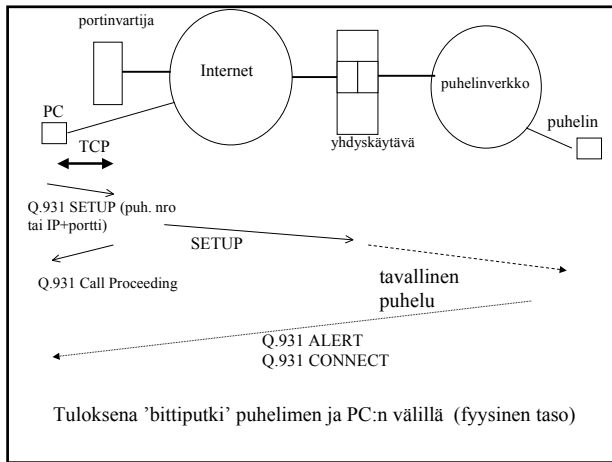 portinvartija
Internet
puhelinverkko
PC
puhelin
yhdyskäytävä
TCP
Q.931 SETUP (puh. nro
tai IP+portti)
SETUP
Q.931 Call Proceeding
tavallinen
puhelu
Q.931 ALERT
Q.931 CONNECT
Tuloksena ’bittiputki’ puhelimen ja PC:n välillä (fyysinen taso)